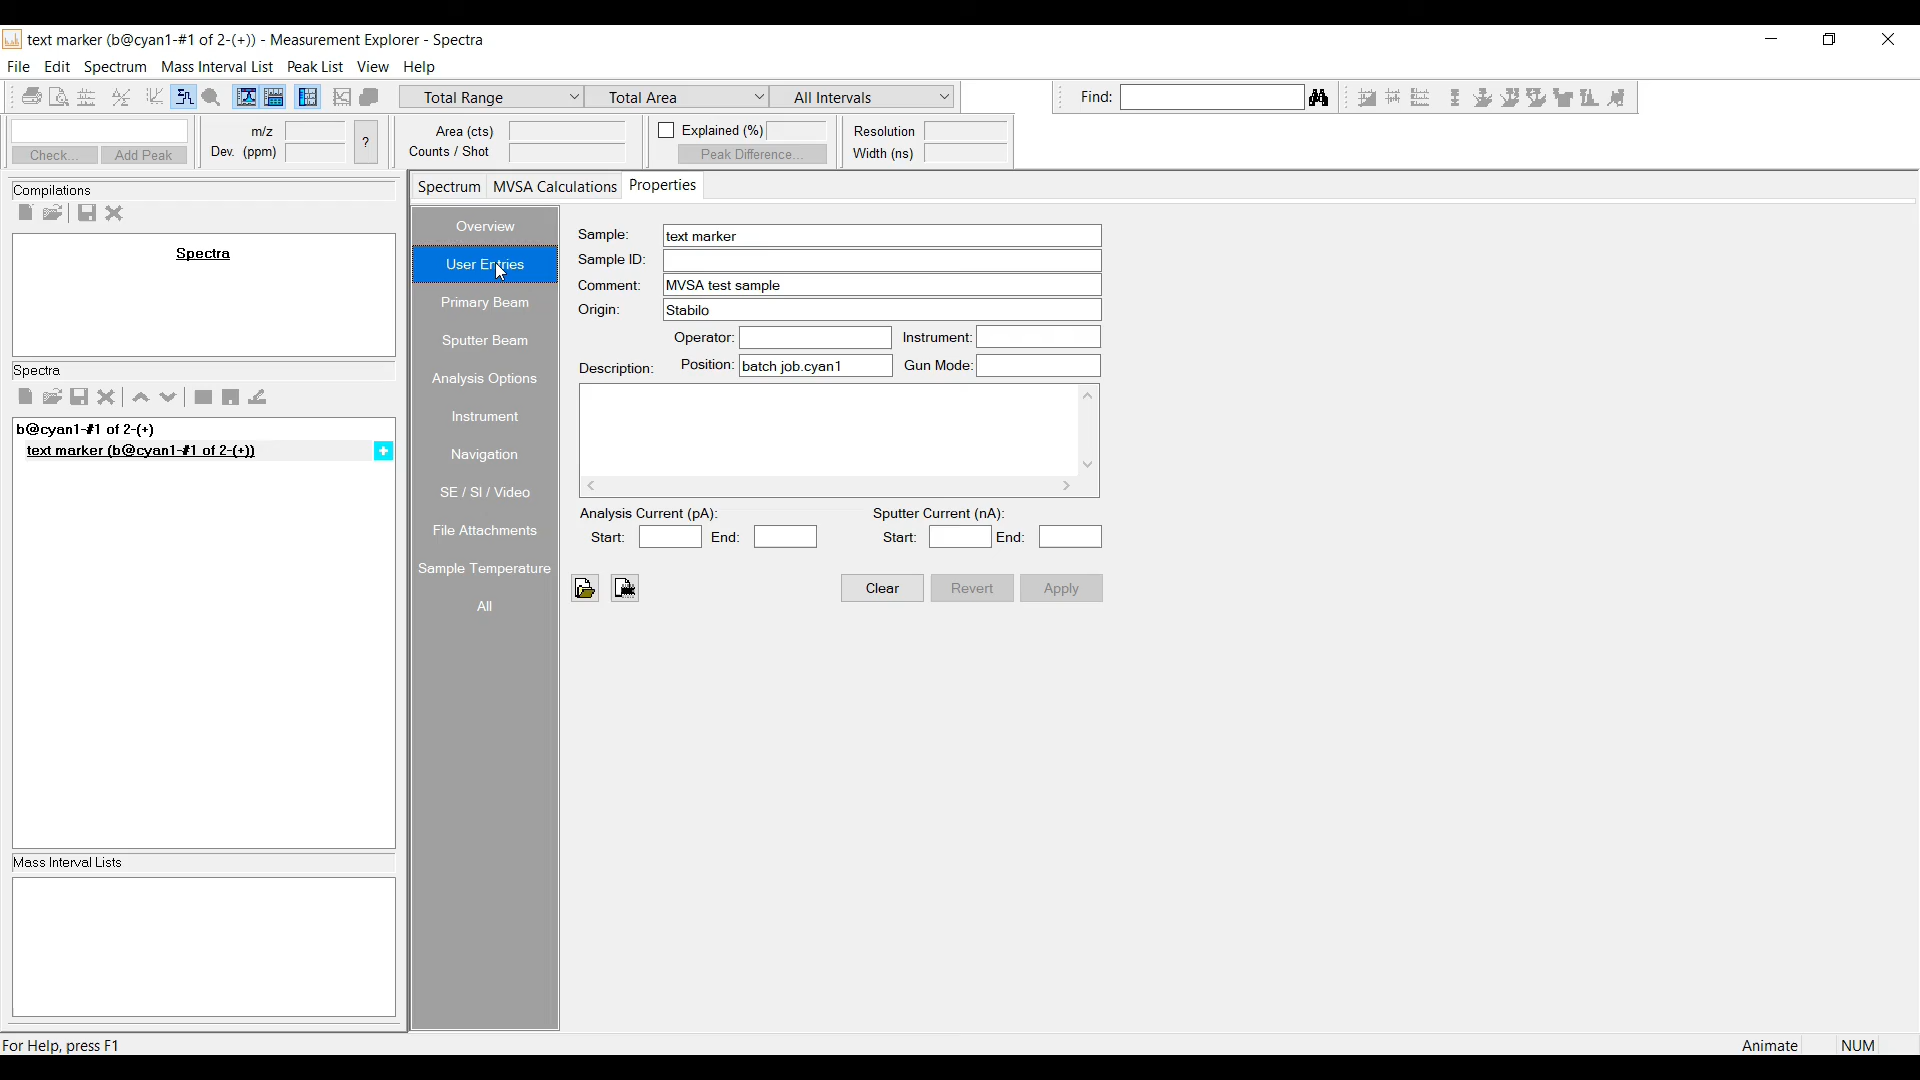 text marker (b@cyan1-#1 of 2-(+)) - Measurement Explorer - Spectra
File Edit Spectrum Mass Interval List Peak List View Help
Total Range Total Area All Intervals Find:
m/z Area (cts) Explained (%) Resolution
Check... Add Peak Dev. (ppm) ? Counts / Shot Peak Difference... Width (ns)
Compilations
Spectra
Spectra
b@cyan1-#1 of 2-(+)
text marker (b@cyan1-#1 of 2-(+)) +
Mass Interval Lists
Spectrum MVSA Calculations Properties
Overview
User Entries
Primary Beam
Sputter Beam
Analysis Options
Instrument
Navigation
SE / SI / Video
File Attachments
Sample Temperature
All
Sample: text marker
Sample ID:
Comment: MVSA test sample
Origin: Stabilo
Operator: Instrument:
Description: Position: batch job.cyan1 Gun Mode:
Analysis Current (pA): Sputter Current (nA):
Start: End: Start: End:
Clear Revert Apply
For Help, press F1 Animate NUM